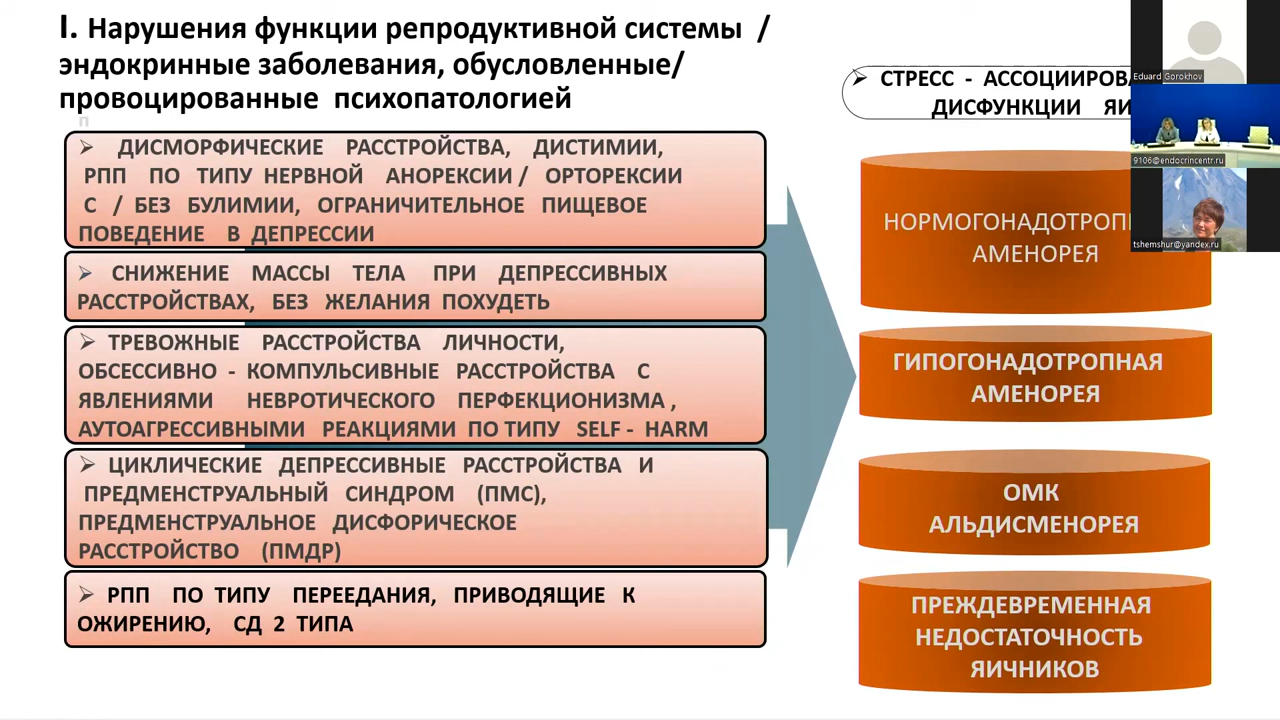 I. Нарушения функции репродуктивной системы /
эндокринные заболевания, обусловленные/
провоцированные психопатологией
п
ДИСМОРФИЧЕСКИЕ РАССТРОЙСТВА, ДИСТИМИИ,
РПП ПО ТИПУ НЕРВНОЙ АНОРЕКСИИ / ОРТОРЕКСИИ
С / БЕЗ БУЛИМИИ, ОГРАНИЧИТЕЛЬНОЕ ПИЩЕВОЕ
ПОВЕДЕНИЕ В ДЕПРЕССИИ
СНИЖЕНИЕ МАССЫ ТЕЛА ПРИ ДЕПРЕССИВНЫХ
РАССТРОЙСТВАХ, БЕЗ ЖЕЛАНИЯ ПОХУДЕТЬ
ТРЕВОЖНЫЕ РАССТРОЙСТВА ЛИЧНОСТИ,
ОБСЕССИВНО - КОМПУЛЬСИВНЫЕ РАССТРОЙСТВА С
ЯВЛЕНИЯМИ НЕВРОТИЧЕСКОГО ПЕРФЕКЦИОНИЗМА ,
АУТОАГРЕССИВНЫМИ РЕАКЦИЯМИ ПО ТИПУ SELF - HARM
ЦИКЛИЧЕСКИЕ ДЕПРЕССИВНЫЕ РАССТРОЙСТВА И
ПРЕДМЕНСТРУАЛЬНЫЙ СИНДРОМ (ПМС),
ПРЕДМЕНСТРУАЛЬНОЕ ДИСФОРИЧЕСКОЕ
РАССТРОЙСТВО (ПМДР)
РПП ПО ТИПУ ПЕРЕЕДАНИЯ, ПРИВОДЯЩИЕ К
ОЖИРЕНИЮ, СД 2 ТИПА
СТРЕСС - АССОЦИИРОВА
ДИСФУНКЦИИ ЯИ
НОРМОГОНАДОТРОПН
АМЕНОРЕЯ
ГИПОГОНАДОТРОПНАЯ
АМЕНОРЕЯ
ОМК
АЛЬДИСМЕНОРЕЯ
ПРЕЖДЕВРЕМЕННАЯ
НЕДОСТАТОЧНОСТЬ
ЯИЧНИКОВ
Eduard Gorokhov
9106@endocrincentr.ru
tshemshur@yandex.ru